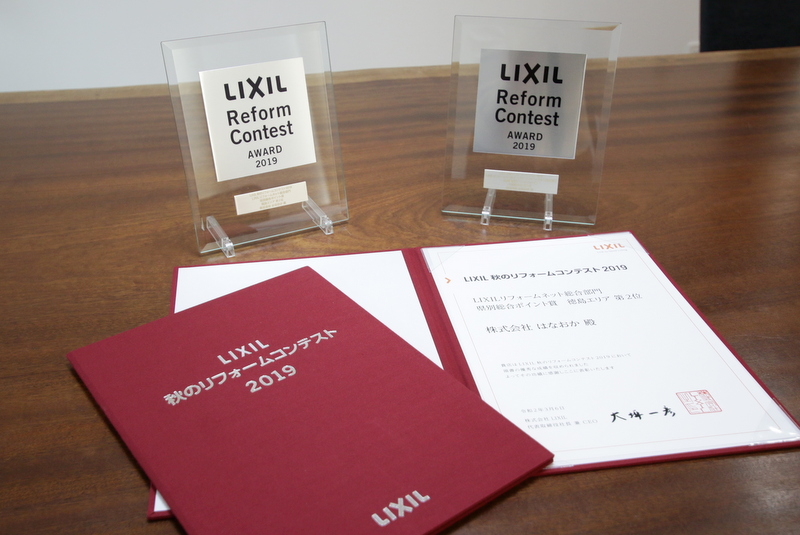 LIXIL
Reform
Contest
AWARD
2019
LIXIL
Reform
Contest
AWARD
2019
LIXIL
LIXIL 秋のリフォームコンテスト2019
LIXILリフォームネット総合部門
県別総合ポイント賞 徳島エリア 第2位
株式会社 はなおか 殿
LIXIL
秋のリフォームコンテスト
2019
LIXIL